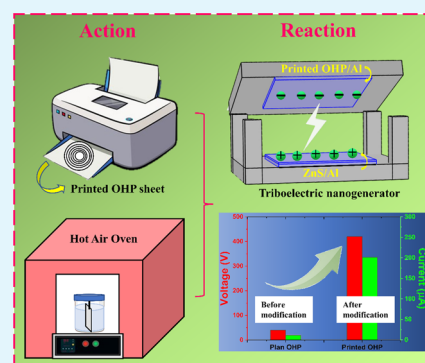 Action
Reaction
Printed OHP/Al
Printed OHP sheet
ZnS/Al
Triboelectric nanogenerator
Hot Air Oven
Voltage (V)
500
400
300
200
100
0
Before
modification
After
modification
Plan OHP
Printed OHP
300
250
200
150
100
50
0
Current (µA)